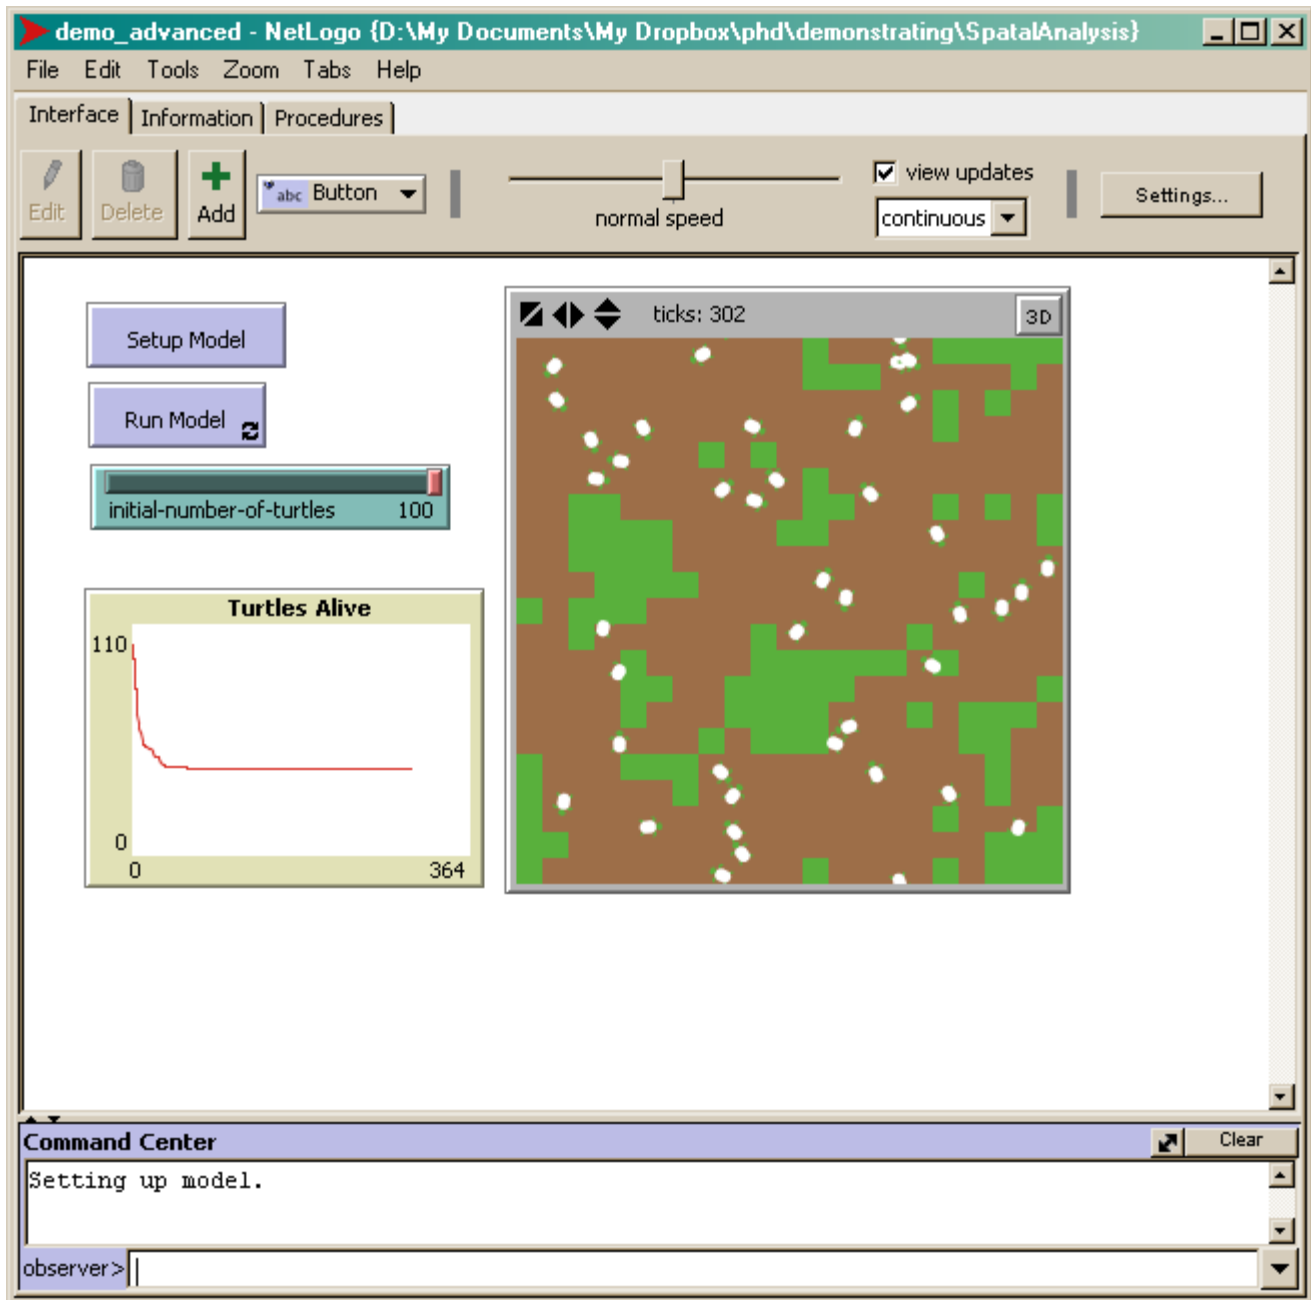 demo_advanced - NetLogo {D:\My Documents\My Dropbox\phd\demonstrating\SpatalAnalysis}
File Edit Tools Zoom Tabs Help
Interface Information Procedures
Edit Delete Add abc Button normal speed view updates continuous Settings...
Setup Model
Run Model
initial-number-of-turtles 100
ticks: 302 3D
Turtles Alive
110
0
0 364
Command Center Clear
Setting up model.
observer>